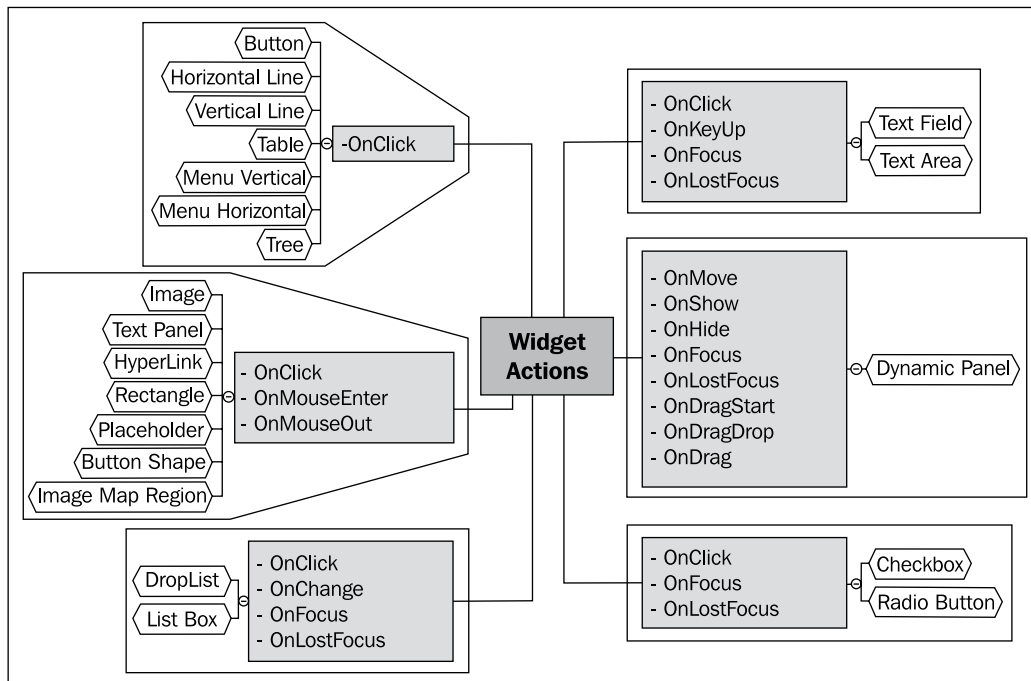 Button
Horizontal Line
Vertical Line
Table
Menu Vertical
Menu Horizontal
Tree
-OnClick
Image
Text Panel
HyperLink
Rectangle
Placeholder
Button Shape
Image Map Region
- OnClick
- OnMouseEnter
- OnMouseOut
DropList
List Box
- OnClick
- OnChange
- OnFocus
- OnLostFocus
Widget
Actions
- OnClick
- OnKeyUp
- OnFocus
- OnLostFocus
Text Field
Text Area
- OnMove
- OnShow
- OnHide
- OnFocus
- OnLostFocus
- OnDragStart
- OnDragDrop
- OnDrag
Dynamic Panel
- OnClick
- OnFocus
- OnLostFocus
Checkbox
Radio Button